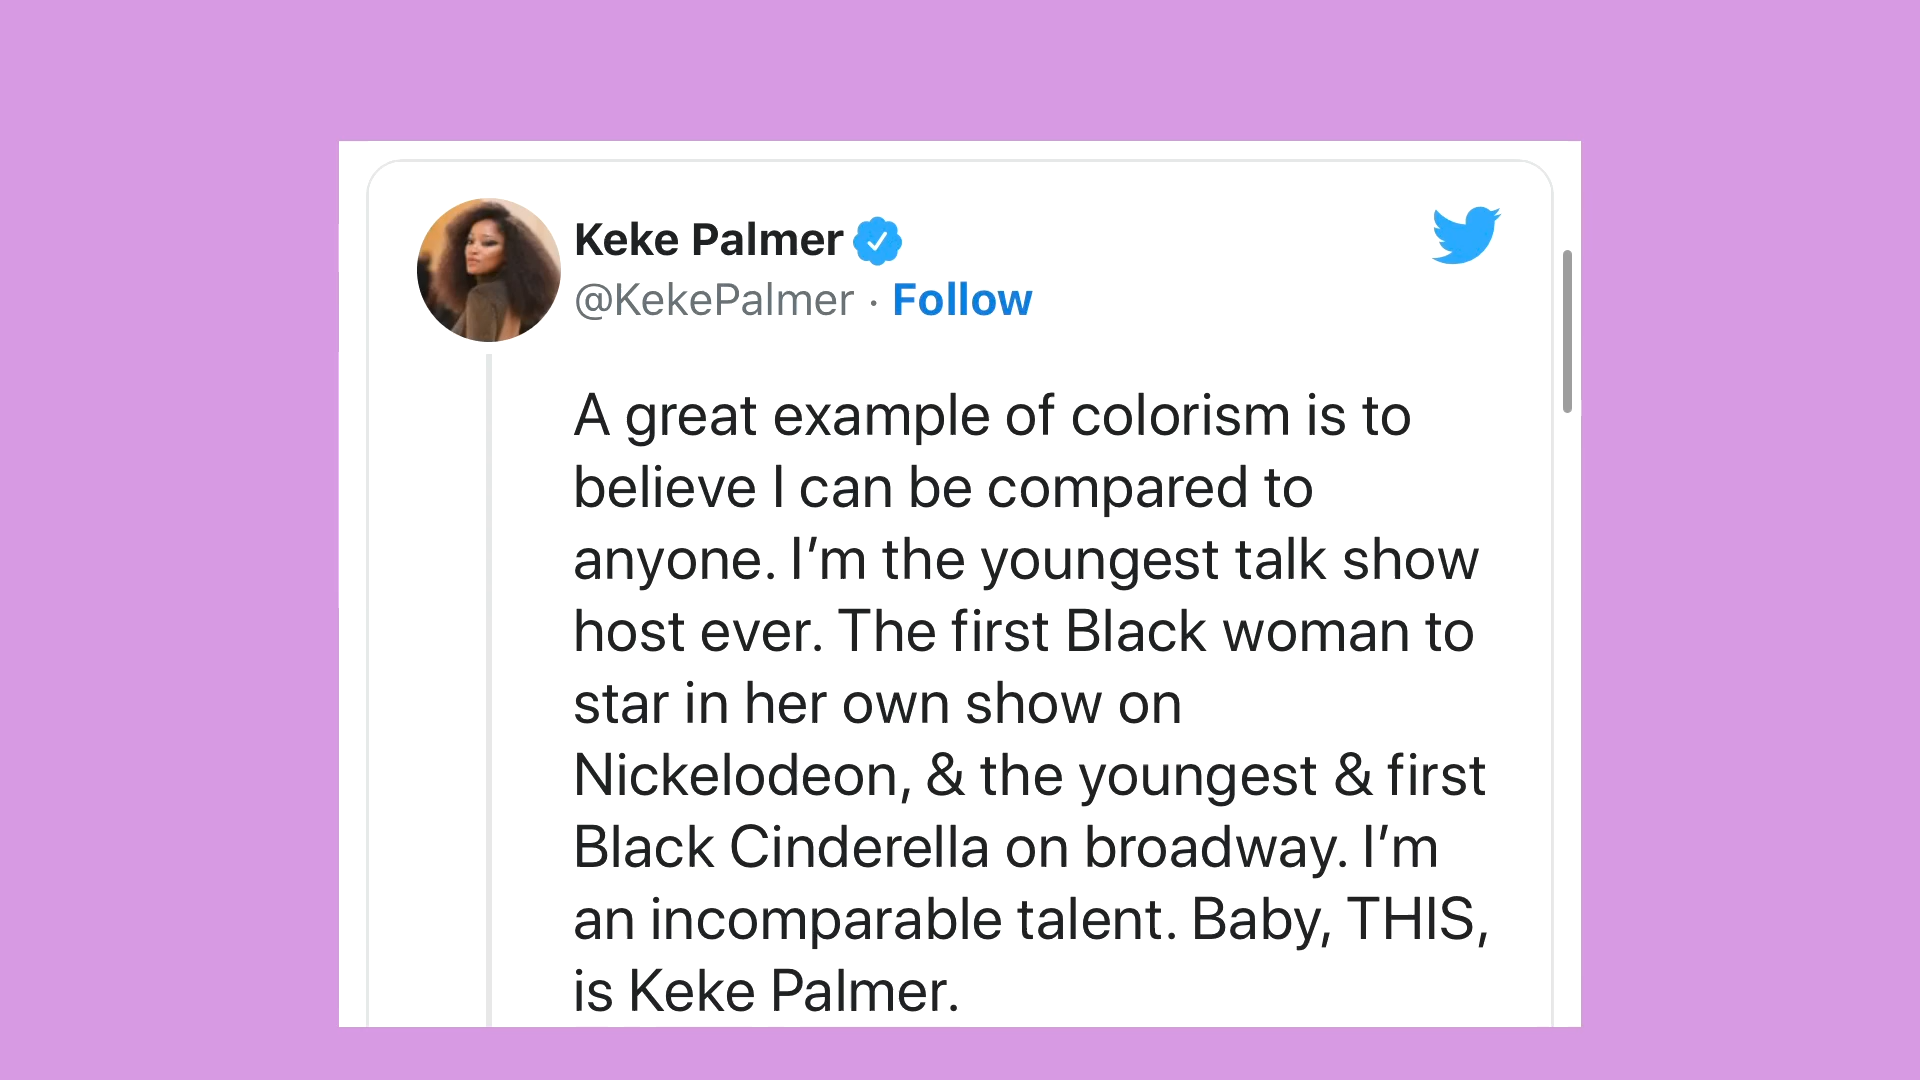 Keke Palmer
@KekePalmer · Follow
A great example of colorism is to
believe I can be compared to
anyone. I’m the youngest talk show
host ever. The first Black woman to
star in her own show on
Nickelodeon, & the youngest & first
Black Cinderella on broadway. I’m
an incomparable talent. Baby, THIS,
is Keke Palmer.